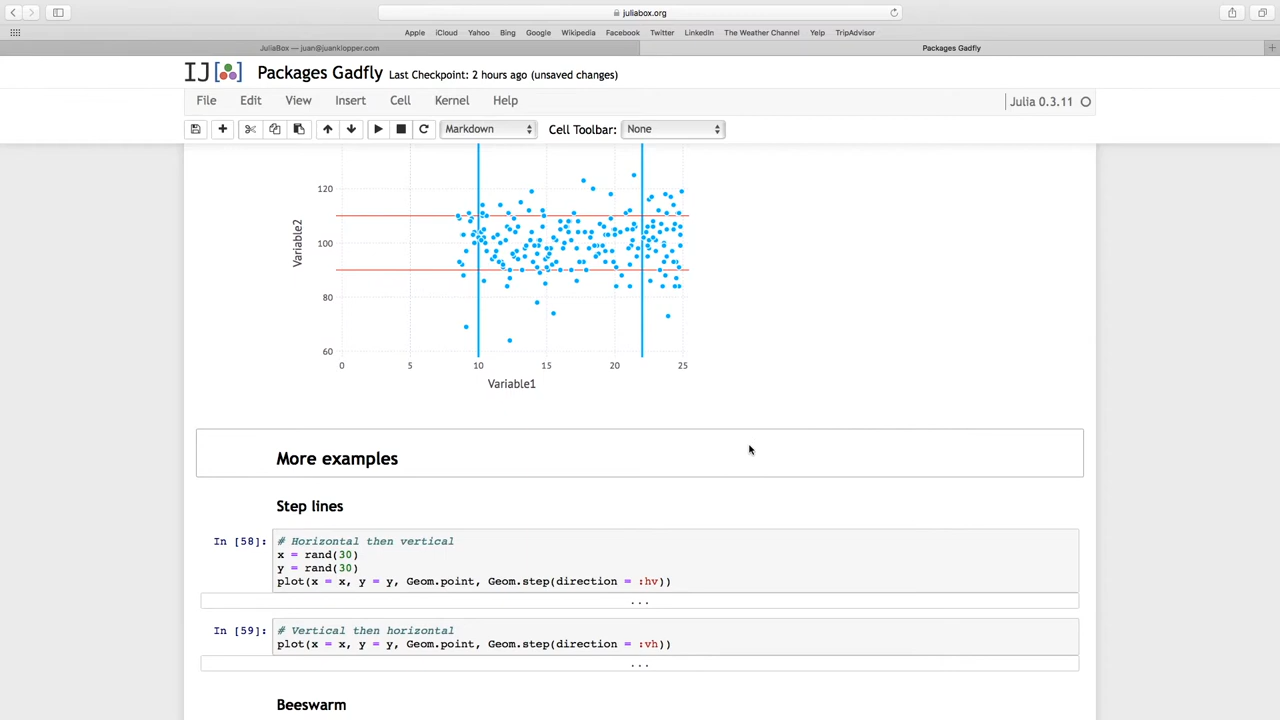 juliabox.org
Apple iCloud Yahoo Bing Google Wikipedia Facebook Twitter LinkedIn The Weather Channel Yelp TripAdvisor
JuliaBox — juan@juanklopper.com
Packages Gadfly
IJ[ ] Packages Gadfly Last Checkpoint: 2 hours ago (unsaved changes)
File Edit View Insert Cell Kernel Help Julia 0.3.11
Markdown Cell Toolbar: None
120
100
80
60
Variable2
0 5 10 15 20 25
Variable1
More examples
Step lines
In [58]: # Horizontal then vertical
x = rand(30)
y = rand(30)
plot(x = x, y = y, Geom.point, Geom.step(direction = :hv))
...
In [59]: # Vertical then horizontal
plot(x = x, y = y, Geom.point, Geom.step(direction = :vh))
...
Beeswarm